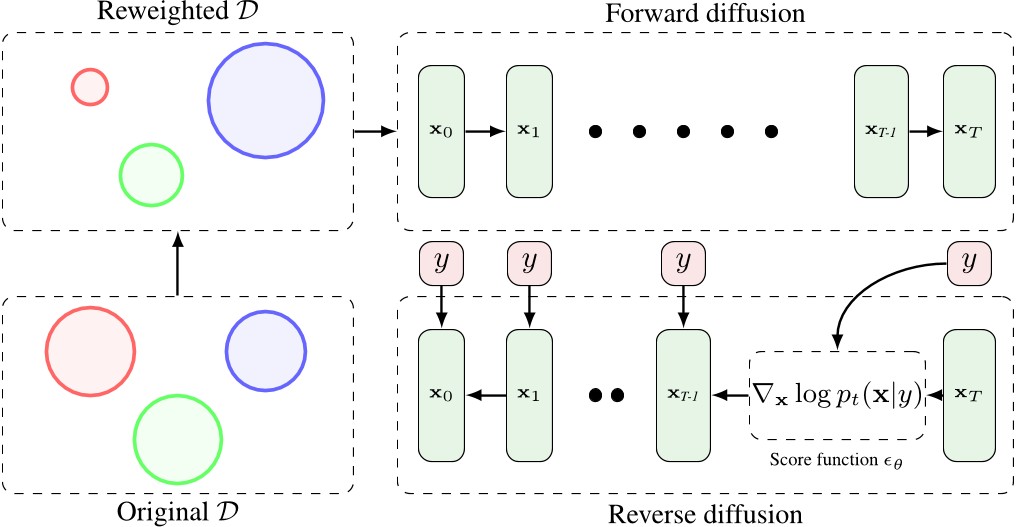 Reweighted 𝒟
Forward diffusion
x₀ x₁ x_{T-1} x_T
y y y y
x₀ x₁ x_{T-1} ∇ₓ log pₜ(x|y) x_T
Score function ϵ_θ
Original 𝒟
Reverse diffusion